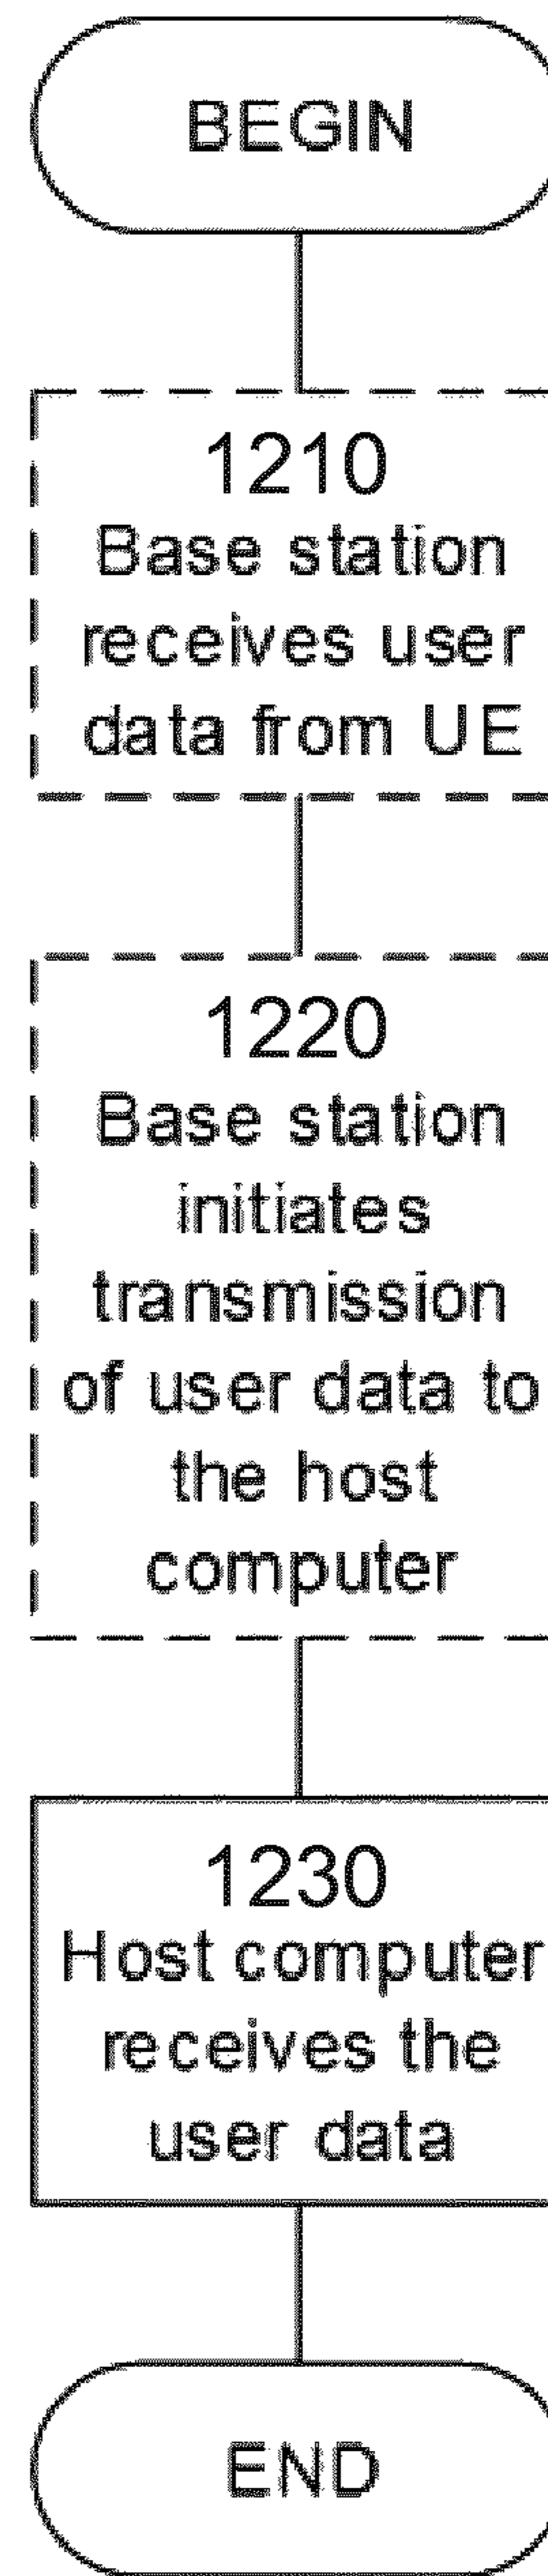 BEGIN
1210
Base station
receives user
data from UE
1220
Base station
initiates
transmission
of user data to
the host
computer
1230
Host computer
receives the
user data
END